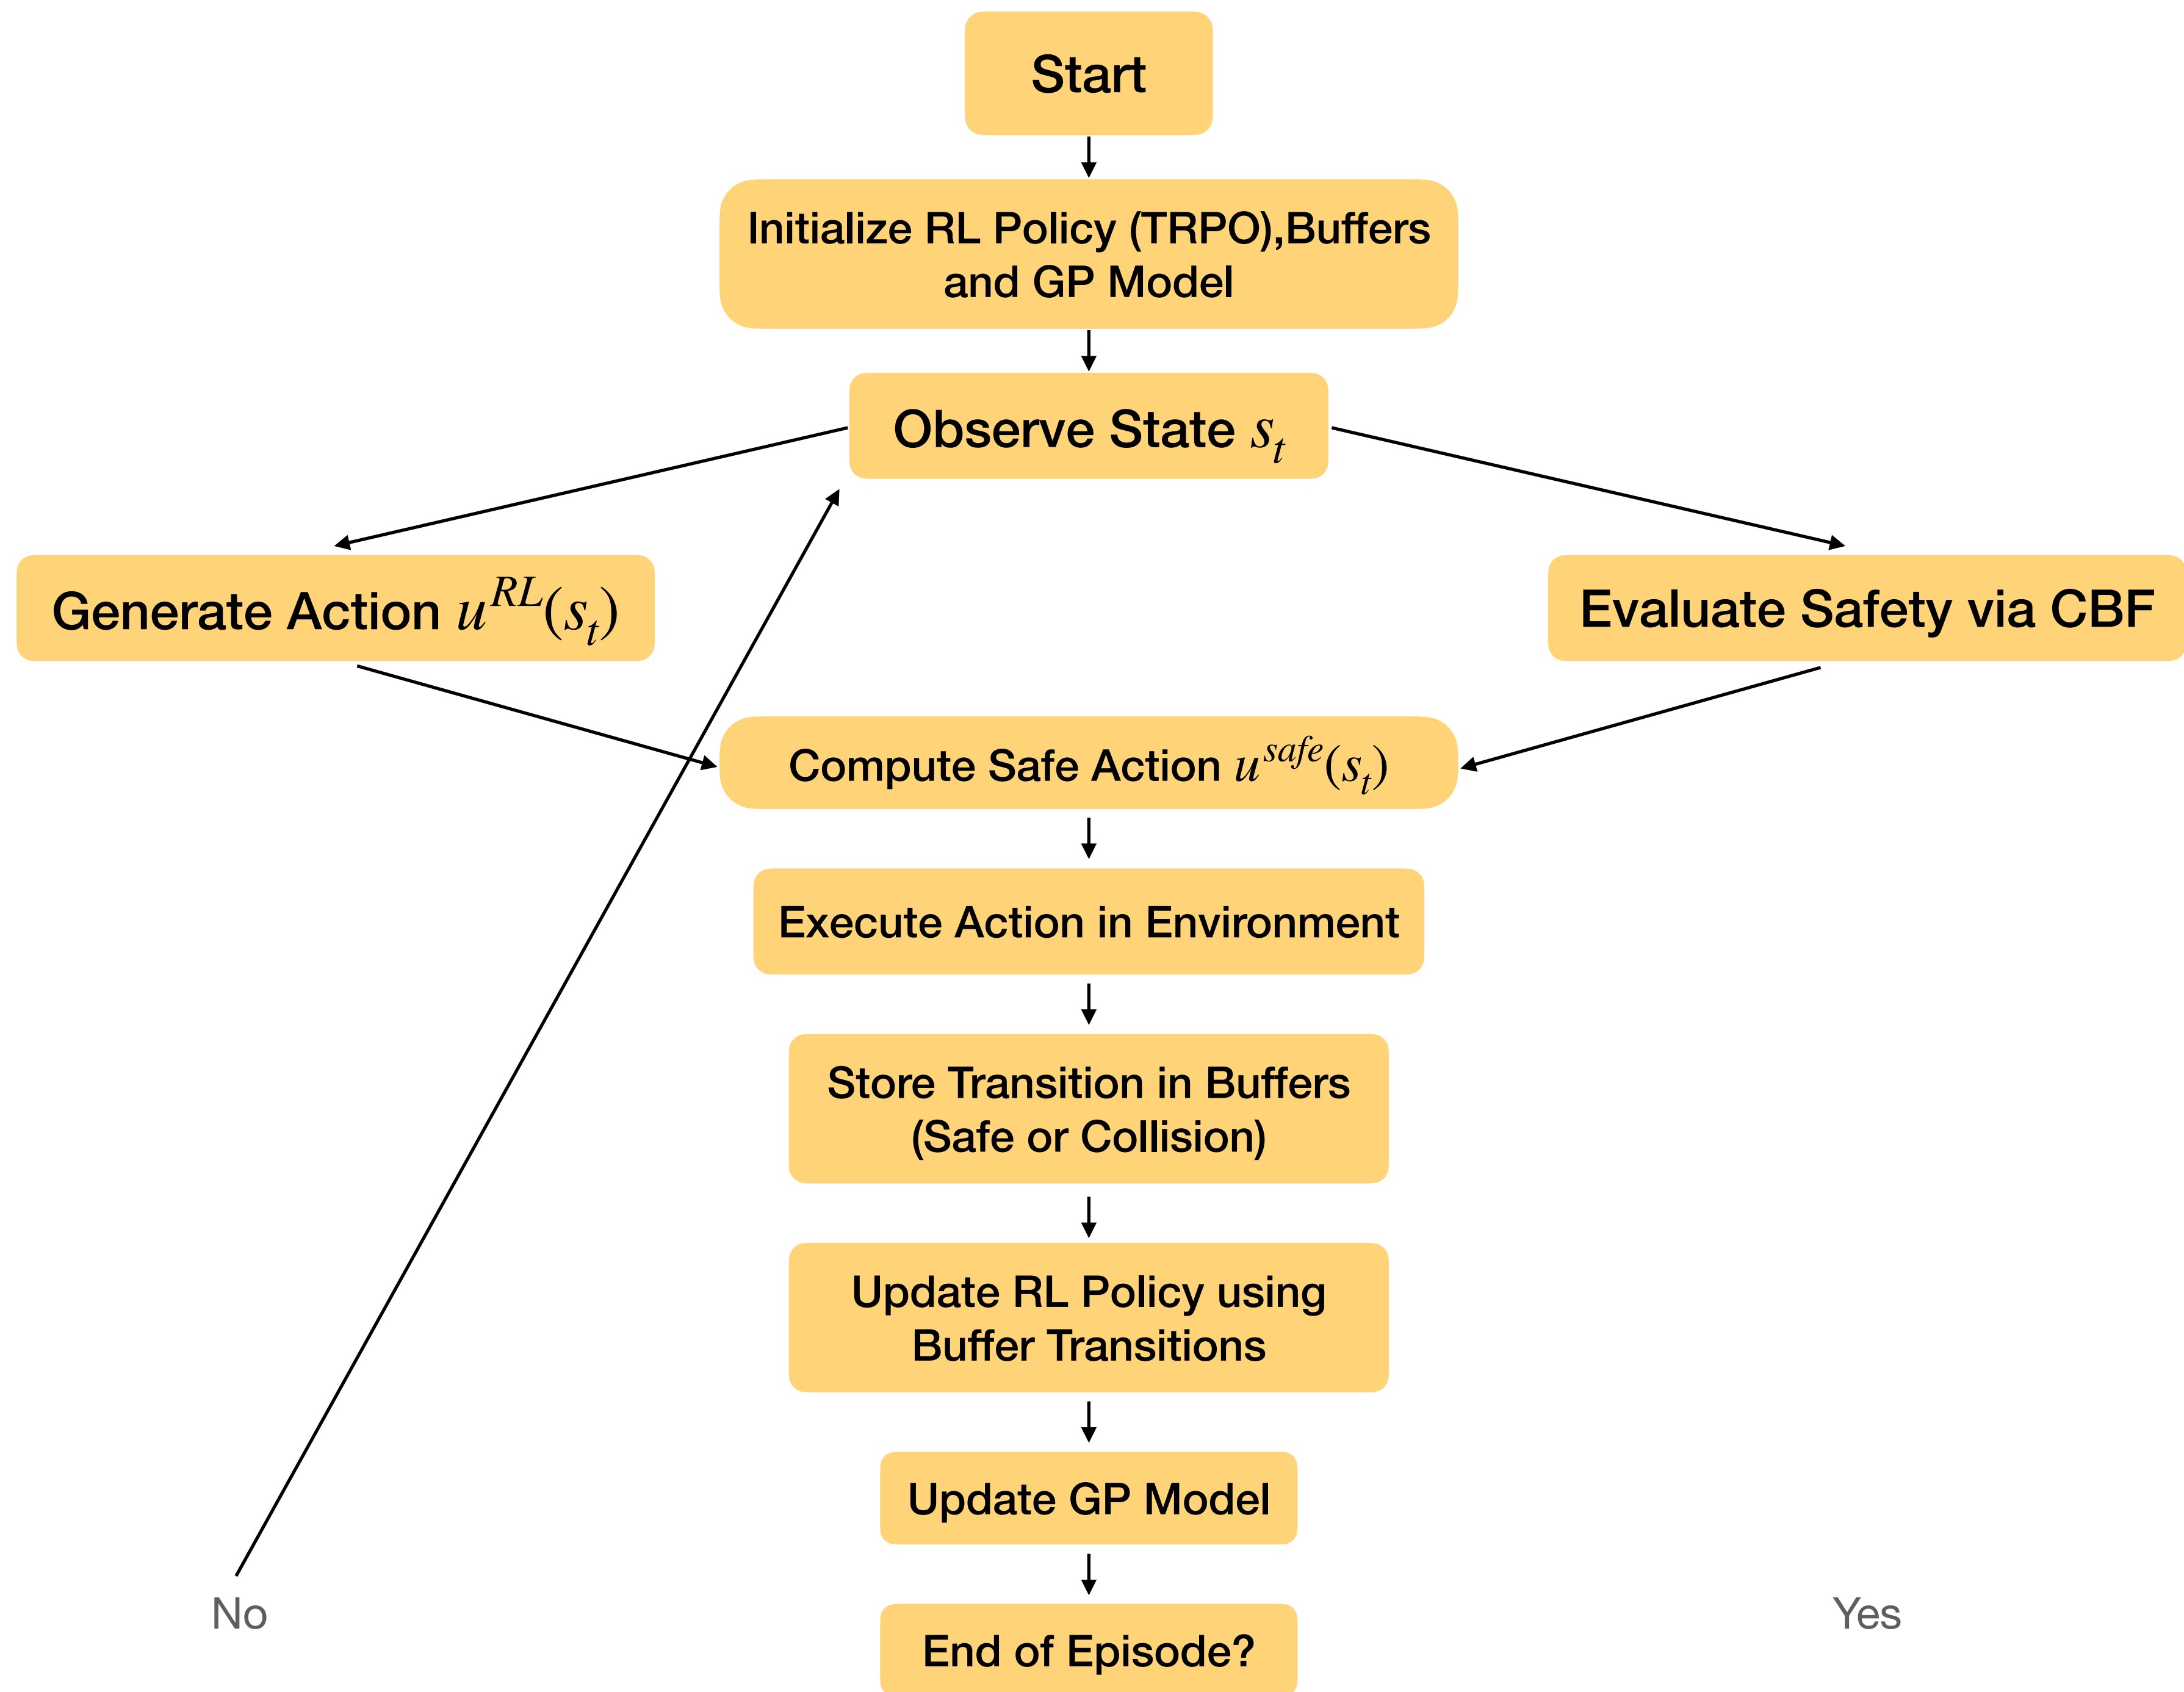 Start
Initialize RL Policy (TRPO),Buffers
and GP Model
Observe State $s_t$
Generate Action $u^{RL}(s_t)$
Evaluate Safety via CBF
Compute Safe Action $u^{safe}(s_t)$
Execute Action in Environment
Store Transition in Buffers
(Safe or Collision)
Update RL Policy using
Buffer Transitions
Update GP Model
No
Yes
End of Episode?